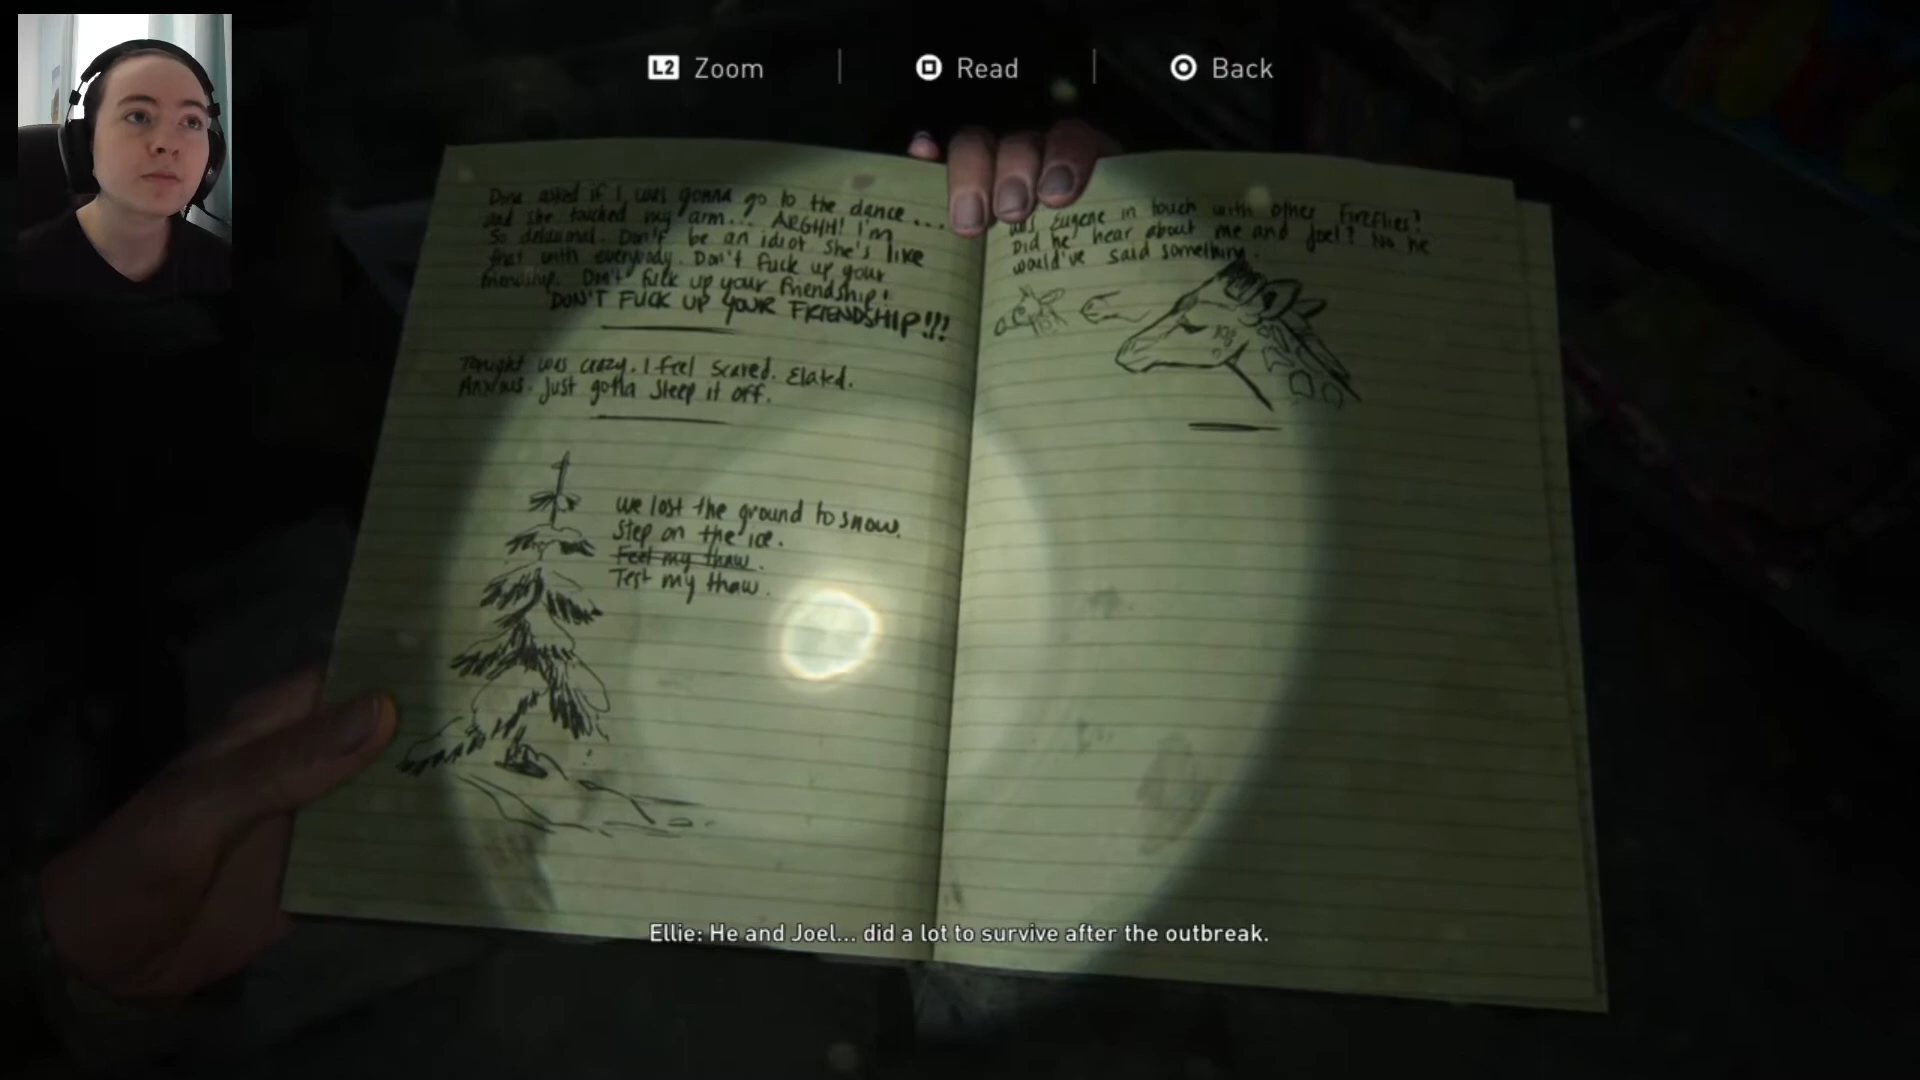 L2 Zoom | Read | Back
Dina asked if I was gonna go to the dance...
and she touched my arm... ARGHH! I'm
so delusional. Don't be an idiot. She's like
that with everybody. Don't fuck up your
friendship. Don't fuck up your friendship!
DON'T FUCK UP YOUR FRIENDSHIP!!!
Tonight was crazy. I feel scared. Elated.
Anxious. Just gotta sleep it off.
we lost the ground to snow.
Step on the ice.
Feel my thaw.
Test my thaw.
Was Eugene in touch with other Fireflies?
Did he hear about me and Joel? No he
would've said something.
Ellie: He and Joel... did a lot to survive after the outbreak.